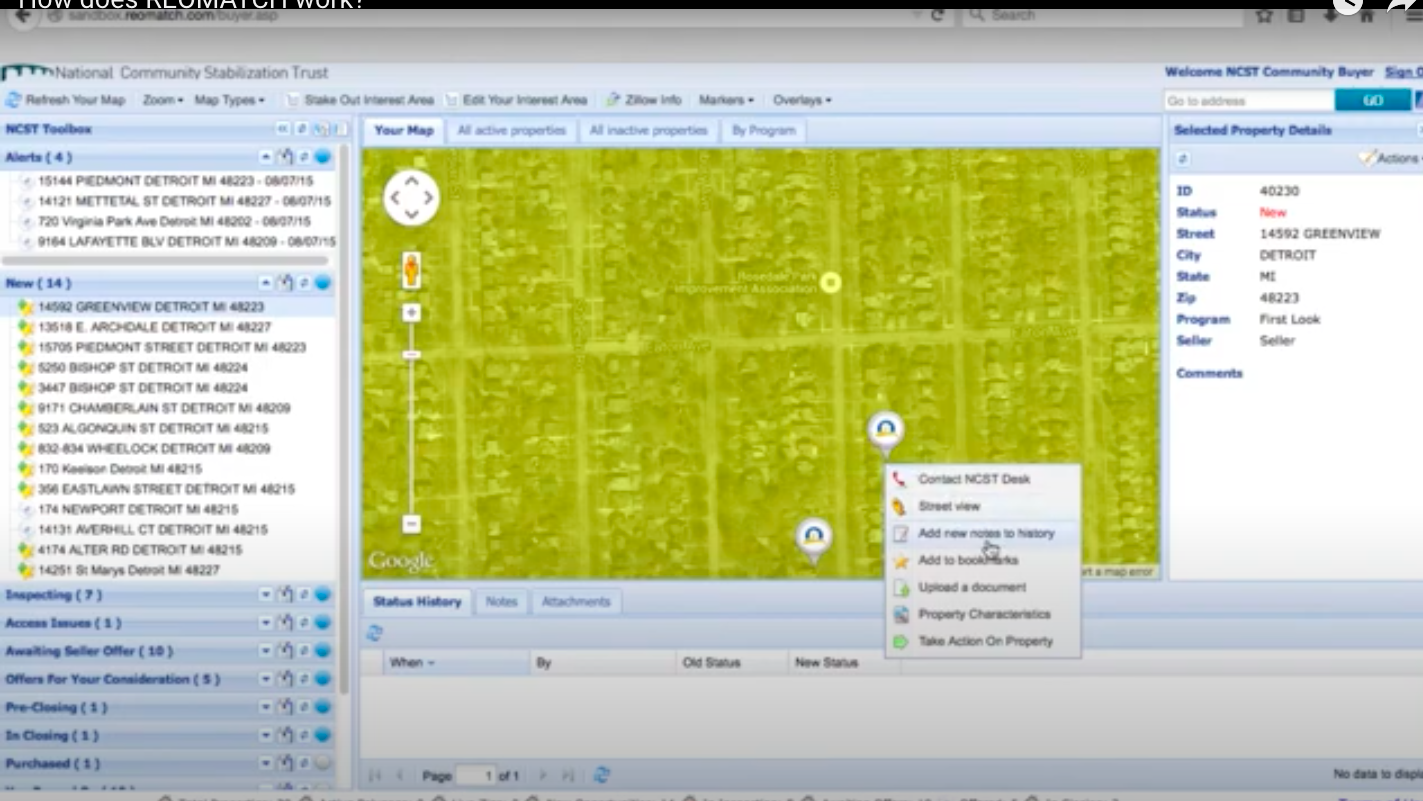 How does REOMATCH work?
sandbox.reomatch.com/buyer.asp
Search
National Community Stabilization Trust
Welcome NCST Community Buyer Sign
Refresh Your Map Zoom Map Types Stake Out Interest Area Edit Your Interest Area Zillow Info Markers Overlays
Go to address GO
NCST Toolbox
Your Map All active properties All inactive properties By Program
Selected Property Details
Alerts ( 4 )
Actions
15144 PIEDMONT DETROIT MI 48223 - 08/07/15
14121 METTETAL ST DETROIT MI 48227 - 08/07/15
720 Virginia Park Ave Detroit MI 48202 - 08/07/15
9164 LAFAYETTE BLV DETROIT MI 48209 - 08/07/15
New ( 14 )
14592 GREENVIEW DETROIT MI 48223
13518 E. ARCHDALE DETROIT MI 48227
15705 PIEDMONT STREET DETROIT MI 48223
5250 BISHOP ST DETROIT MI 48224
3447 BISHOP ST DETROIT MI 48224
9171 CHAMBERLAIN ST DETROIT MI 48209
523 ALGONQUIN ST DETROIT MI 48215
832-834 WHEELOCK DETROIT MI 48209
170 Keelson Detroit MI 48215
356 EASTLAWN STREET DETROIT MI 48215
174 NEWPORT DETROIT MI 48215
14131 AVERHILL CT DETROIT MI 48215
4174 ALTER RD DETROIT MI 48215
14251 St Marys Detroit MI 48227
Inspecting ( 7 )
Access Issues ( 1 )
Awaiting Seller Offer ( 10 )
Offers For Your Consideration ( 5 )
Pre-Closing ( 1 )
In Closing ( 1 )
Purchased ( 1 )
Rosedale Park
Improvement Association
Google
rt a map error
Contact NCST Desk
Street view
Add new notes to history
Add to bookmarks
Upload a document
Property Characteristics
Take Action On Property
ID 40230
Status New
Street 14592 GREENVIEW
City DETROIT
State MI
Zip 48223
Program First Look
Seller Seller
Comments
Status History Notes Attachments
When By Old Status New Status
Page 1 of 1
No data to displ